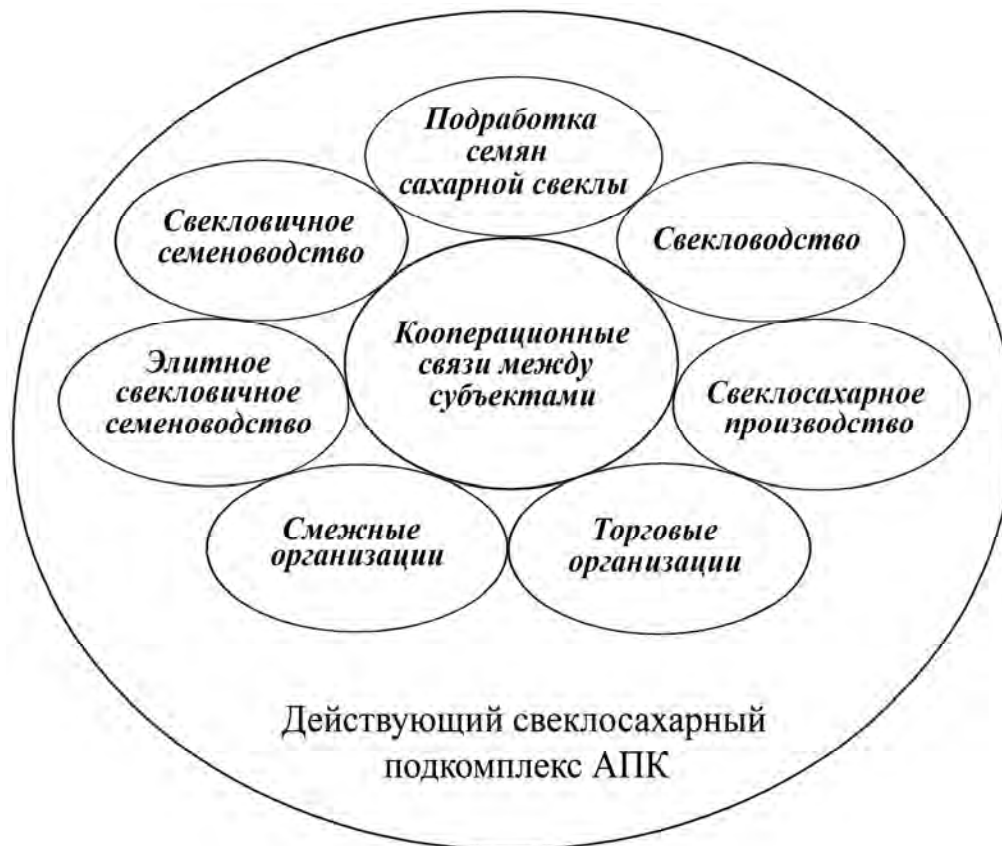 Подработка
семян
сахарной свеклы
Свекловичное
семеноводство
Свекловодство
Кооперационные
связи между
субъектами
Элитное
свекловичное
семеноводство
Свеклосахарное
производство
Смежные
организации
Торговые
организации
Действующий свеклосахарный
подкомплекс АПК